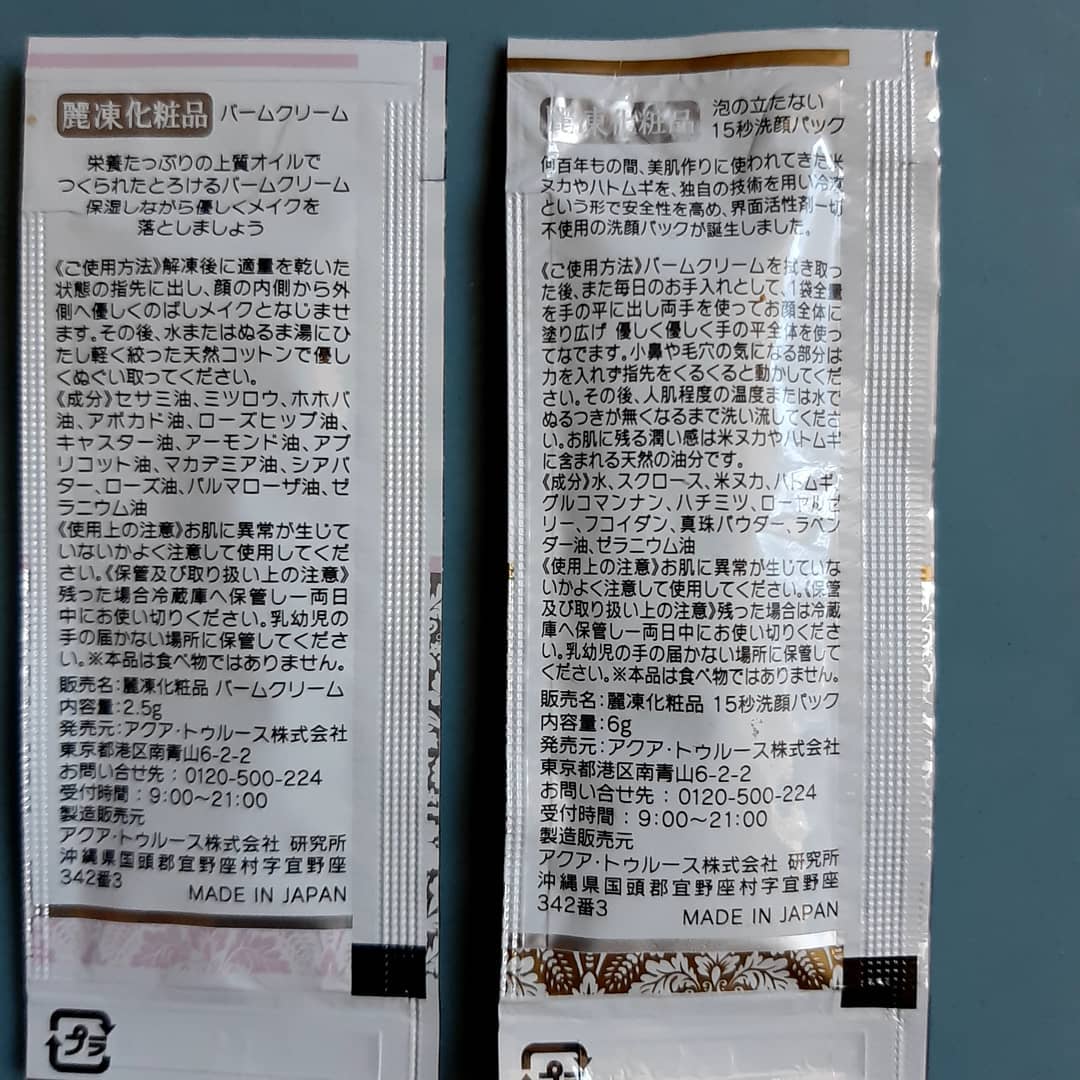 麗凍化粧品 バームクリーム
栄養たっぷりの上質オイルで
つくられたとろけるバームクリーム
保湿しながら優しくメイクを
落としましょう
《ご使用方法》解凍後に適量を乾いた
状態の指先に出し、顔の内側から外
側へ優しくのばしメイクとなじませ
ます。その後、水またはぬるま湯にひ
たし軽く絞った天然コットンで優し
くぬぐい取ってください。
《成分》セサミ油、ミツロウ、ホホバ
油、アボカド油、ローズヒップ油、
キャスター油、アーモンド油、アプ
リコット油、マカデミア油、シアバ
ター、ローズ油、パルマローザ油、ゼ
ラニウム油
《使用上の注意》お肌に異常が生じて
いないかよく注意して使用してくだ
さい。《保管及び取り扱い上の注意》
残った場合冷蔵庫へ保管し一両日
中にお使い切りください。乳幼児の
手の届かない場所に保管してくださ
い。※本品は食べ物ではありません。
販売名:麗凍化粧品 バームクリーム
内容量:2.5g
発売元:アクア・トゥルース株式会社
東京都港区南青山6-2-2
お問い合せ先:0120-500-224
受付時間:9:00~21:00
製造販売元
アクア・トゥルース株式会社 研究所
沖縄県国頭郡宜野座村字宜野座
342番3
MADE IN JAPAN
プラ
麗凍化粧品 泡の立たない
15秒洗顔パック
何百年もの間、美肌作りに使われてきた米
ヌカやハトムギを、独自の技術を用い冷凍
という形で安全性を高め、界面活性剤一切
不使用の洗顔パックが誕生しました。
《ご使用方法》バームクリームを拭き取っ
た後、また毎日のお手入れとして、1袋全量
を手の平に出し両手を使ってお顔全体に
塗り広げ 優しく優しく手の平全体を使っ
てなでます。小鼻や毛穴の気になる部分は
力を入れず指先をくるくると動かしてくだ
さい。その後、人肌程度の温度または水で
ぬるつきが無くなるまで洗い流してくださ
い。お肌に残る潤い感は米ヌカやハトムギ
に含まれる天然の油分です。
《成分》水、スクロース、米ヌカ、ハトムギ、
グルコマンナン、ハチミツ、ローヤルゼ
リー、フコイダン、真珠パウダー、ラベン
ダー油、ゼラニウム油
《使用上の注意》お肌に異常が生じていな
いかよく注意して使用してください。《保管
及び取り扱い上の注意》残った場合は冷蔵
庫へ保管し一両日中にお使い切りくださ
い。乳幼児の手の届かない場所に保管して
ください。※本品は食べ物ではありません。
販売名:麗凍化粧品 15秒洗顔パック
内容量:6g
発売元:アクア・トゥルース株式会社
東京都港区南青山6-2-2
お問い合せ先:0120-500-224
受付時間:9:00~21:00
製造販売元
アクア・トゥルース株式会社 研究所
沖縄県国頭郡宜野座村字宜野座
342番3
MADE IN JAPAN